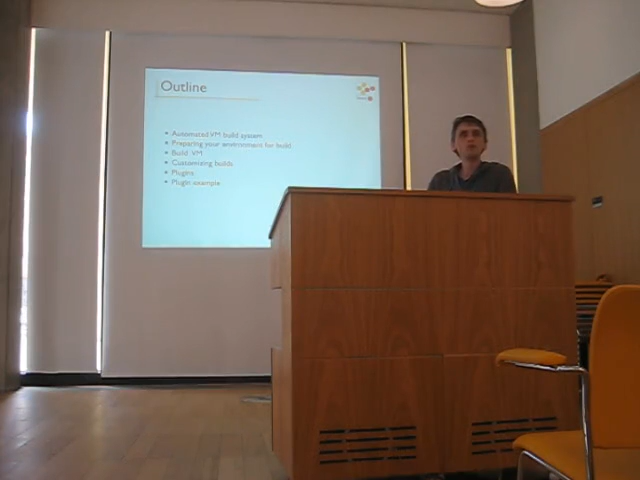 Outline
• Automated VM build system
• Preparing your environment for build
• Build VM
• Customizing builds
• Plugins
• Plugin example